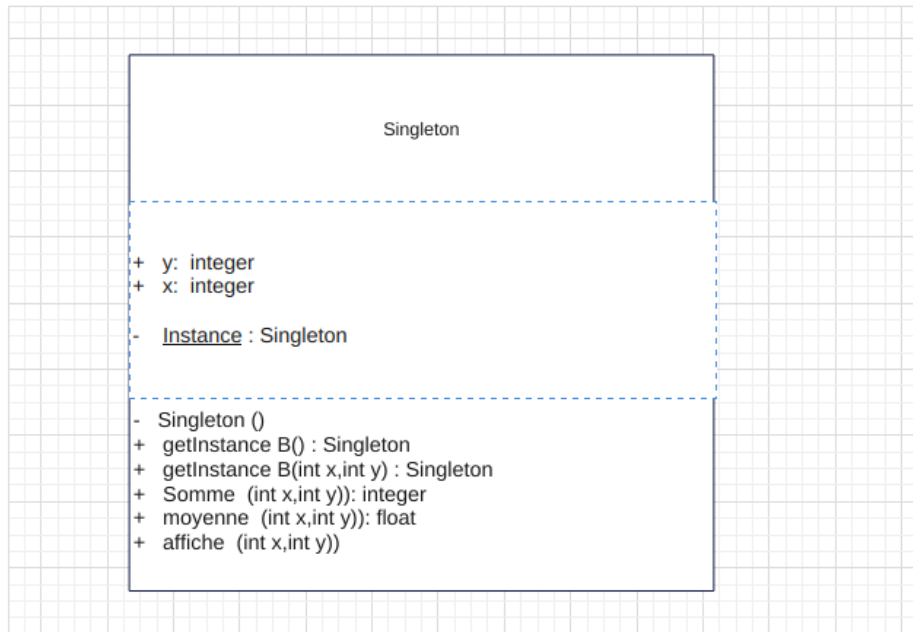 Singleton
+ y: integer
+ x: integer
- Instance : Singleton
- Singleton ()
+ getInstance B() : Singleton
+ getInstance B(int x,int y) : Singleton
+ Somme (int x,int y)): integer
+ moyenne (int x,int y)): float
+ affiche (int x,int y))